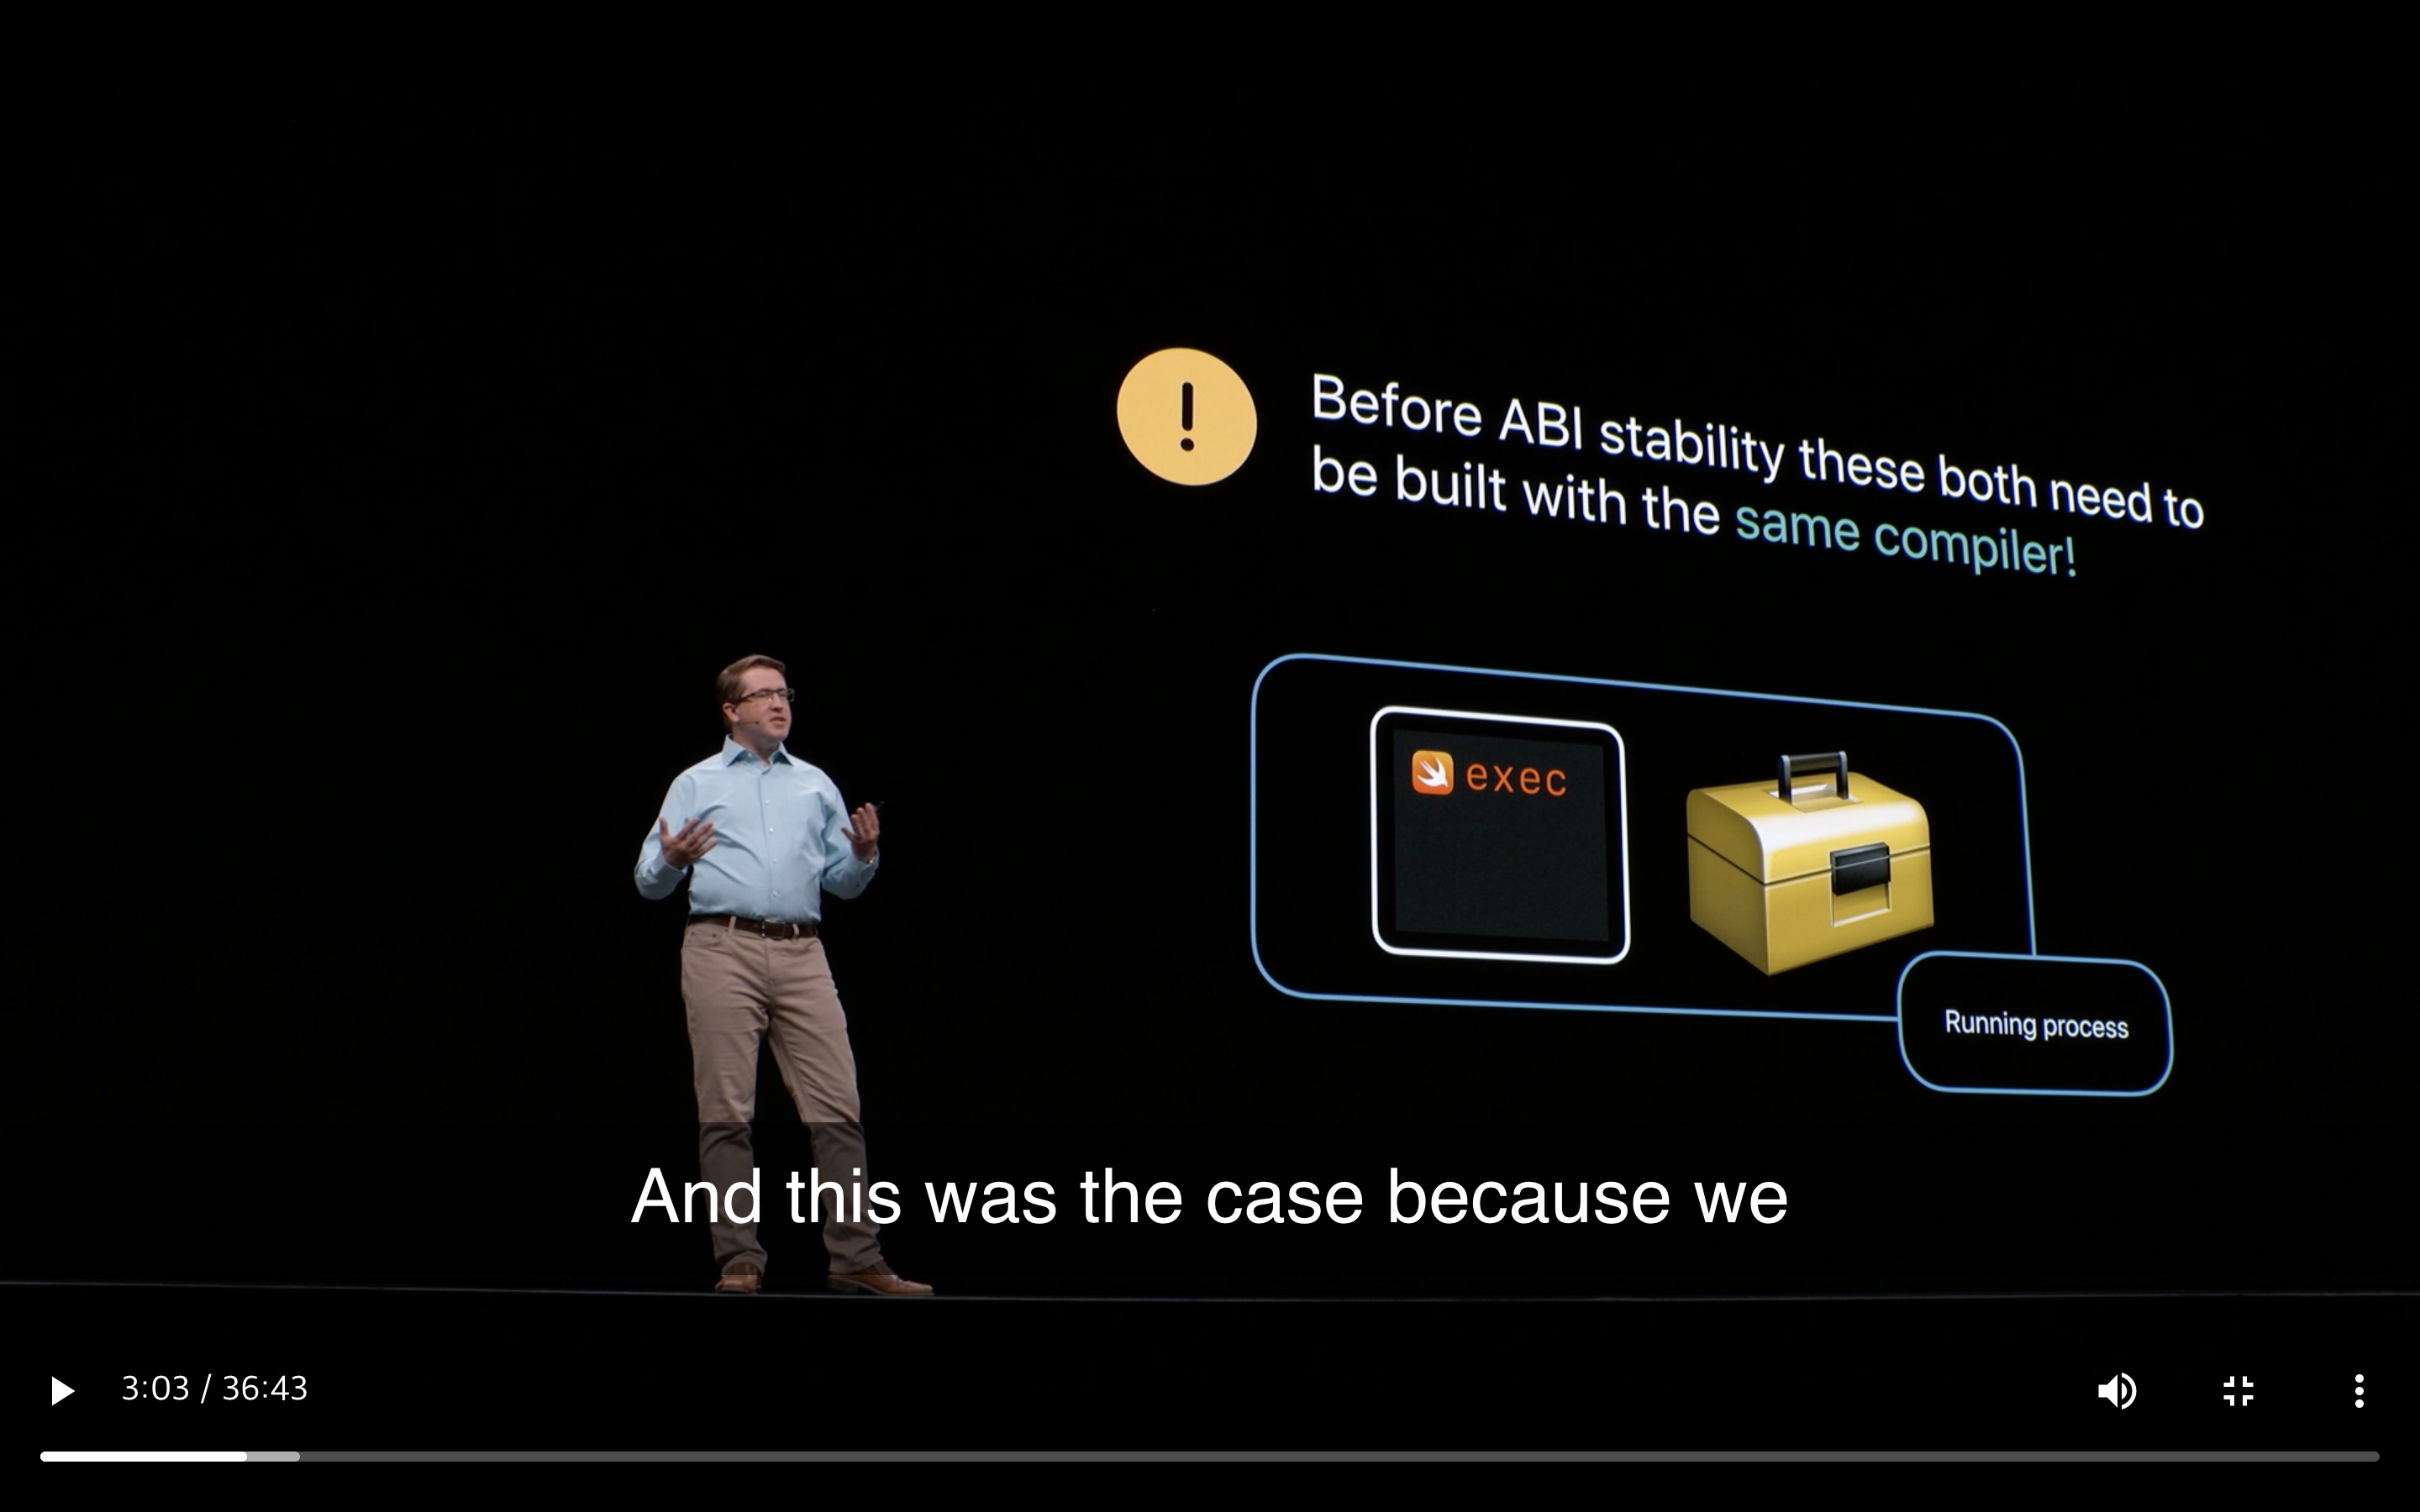 Before ABI stability these both need to
be built with the same compiler!
exec
Running process
And this was the case because we
3:03 / 36:43